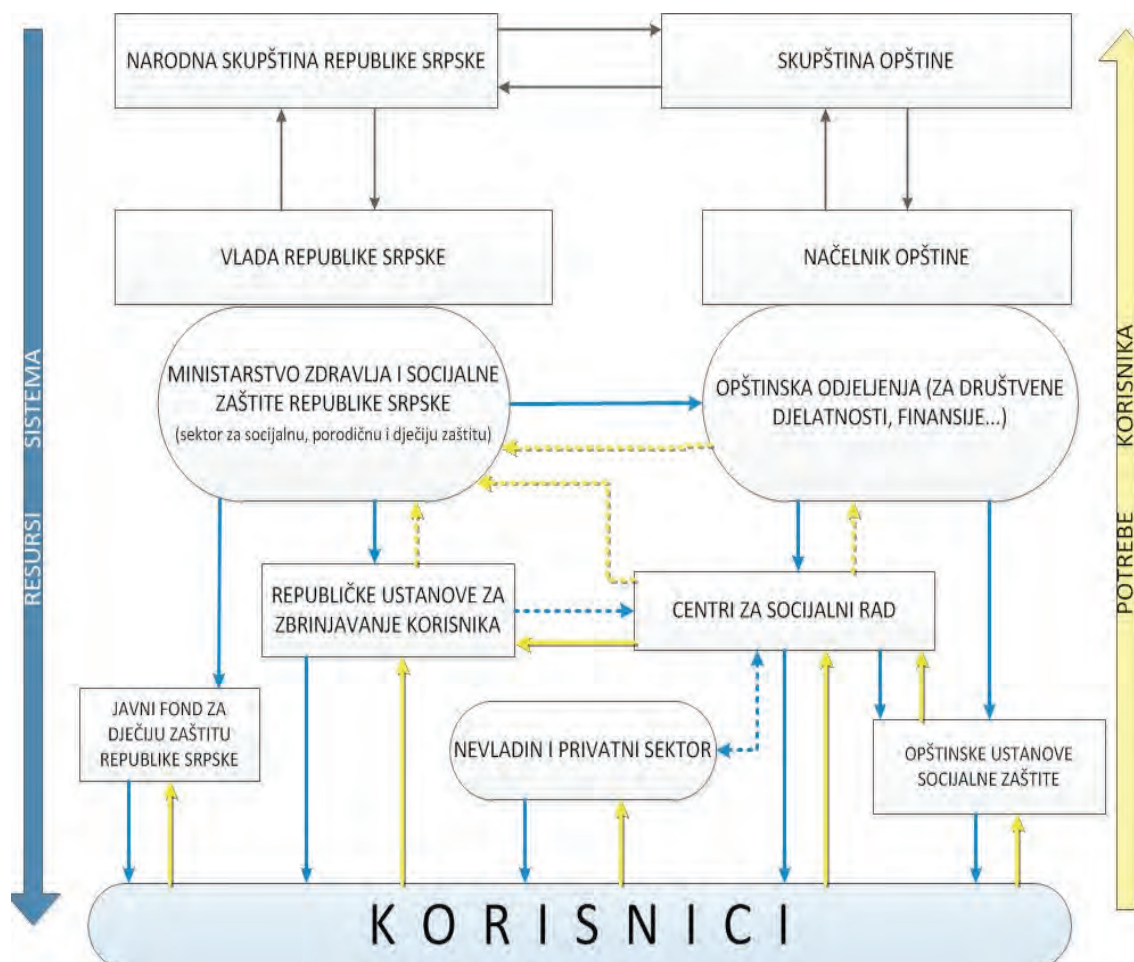 NARODNA SKUPŠTINA REPUBLIKE SRPSKE
SKUPŠTINA OPŠTINE
VLADA REPUBLIKE SRPSKE
NAČELNIK OPŠTINE
MINISTARSTVO ZDRAVLJA I SOCIJALNE
ZAŠTITE REPUBLIKE SRPSKE
(sektor za socijalnu, porodičnu i dječiju zaštitu)
OPŠTINSKA ODJELJENJA (ZA DRUŠTVENE
DJELATNOSTI, FINANSIJE...)
RESURSI SISTEMA
POTREBE KORISNIKA
REPUBLIČKE USTANOVE ZA
ZBRINJAVANJE KORISNIKA
CENTRI ZA SOCIJALNI RAD
JAVNI FOND ZA
DJEČIJU ZAŠTITU
REPUBLIKE SRPSKE
NEVLADIN I PRIVATNI SEKTOR
OPŠTINSKE USTANOVE
SOCIJALNE ZAŠTITE
KORISNICI